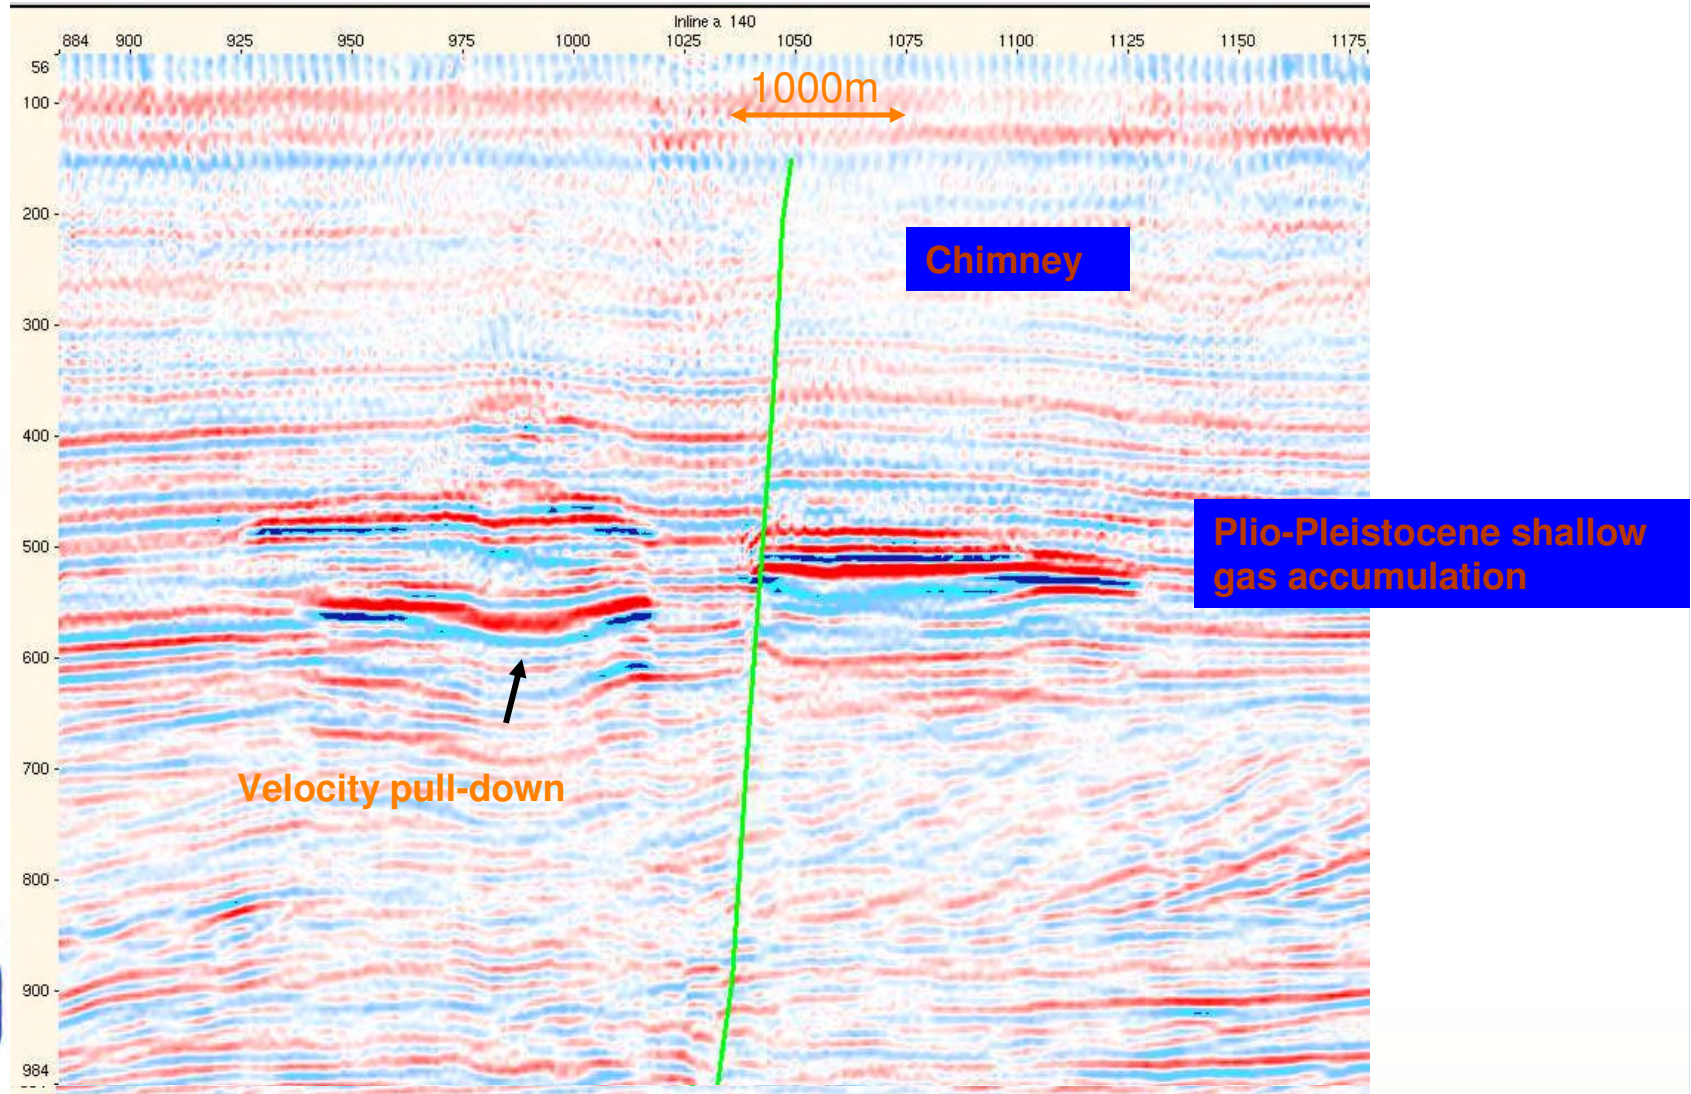 Inline a. 140
884 900 925 950 975 1000 1025 1050 1075 1100 1125 1150 1175
56
1000m
100
200
Chimney
300
400
500
Plio-Pleistocene shallow
gas accumulation
600
700
Velocity pull-down
800
900
984